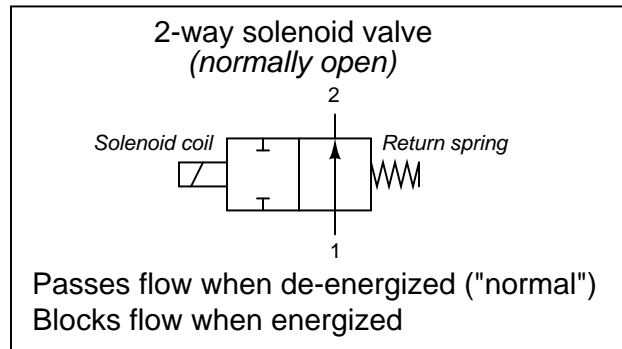 2-way solenoid valve
(normally open)
2
Solenoid coil
Return spring
1
Passes flow when de-energized ("normal")
Blocks flow when energized